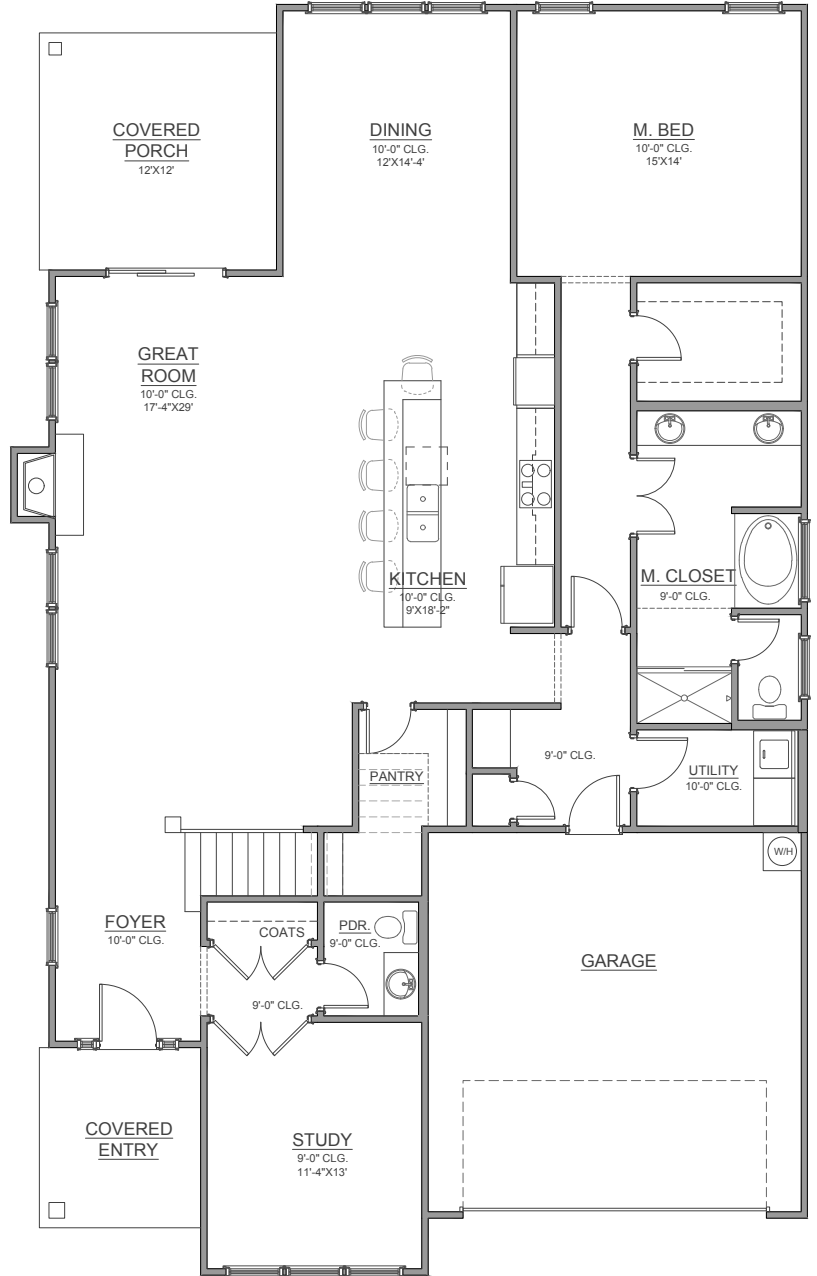 COVERED
PORCH
12'X12'
DINING
10'-0" CLG.
12'X14'-4'
M. BED
10'-0" CLG.
15'X14'
GREAT
ROOM
10'-0" CLG.
17'-4"X29'
KITCHEN
10'-0" CLG.
9'X18'-2"
M. CLOSET
9'-0" CLG.
9'-0" CLG.
UTILITY
10'-0" CLG.
PANTRY
W/H
FOYER
10'-0" CLG.
COATS
PDR.
9'-0" CLG.
9'-0" CLG.
GARAGE
COVERED
ENTRY
STUDY
9'-0" CLG.
11'-4"X13'